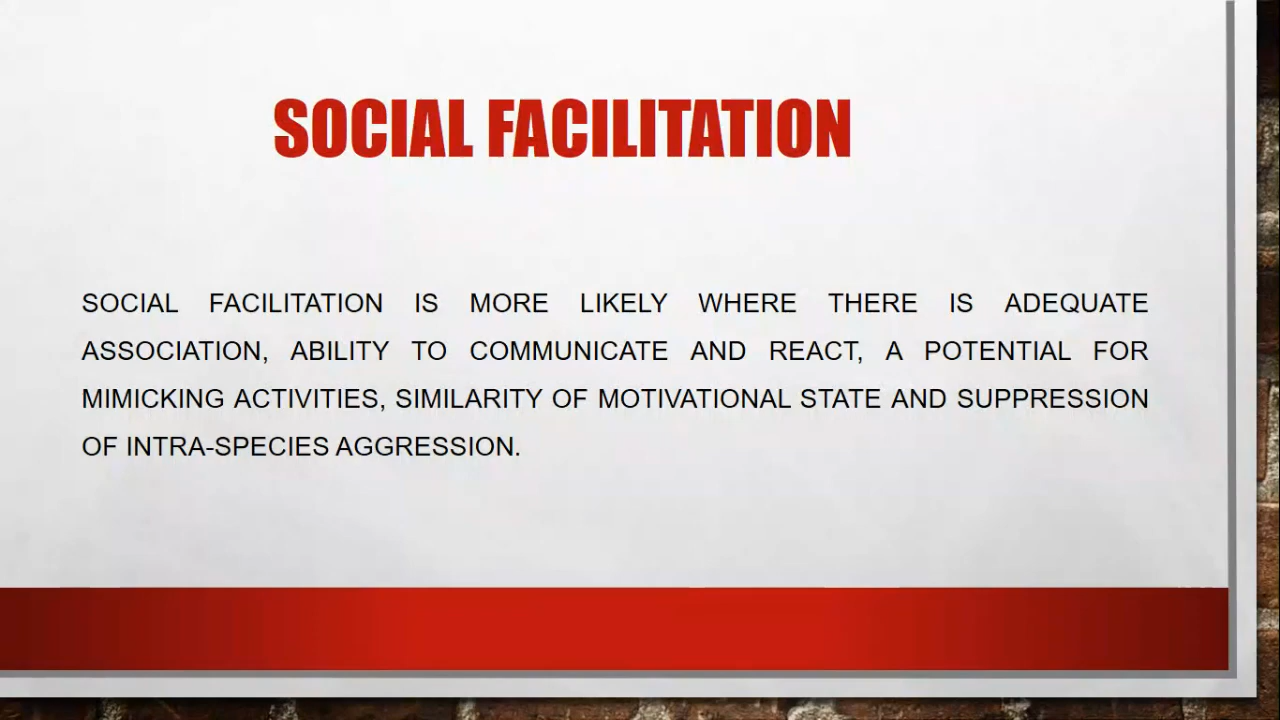 SOCIAL FACILITATION
SOCIAL FACILITATION IS MORE LIKELY WHERE THERE IS ADEQUATE
ASSOCIATION, ABILITY TO COMMUNICATE AND REACT, A POTENTIAL FOR
MIMICKING ACTIVITIES, SIMILARITY OF MOTIVATIONAL STATE AND SUPPRESSION
OF INTRA-SPECIES AGGRESSION.